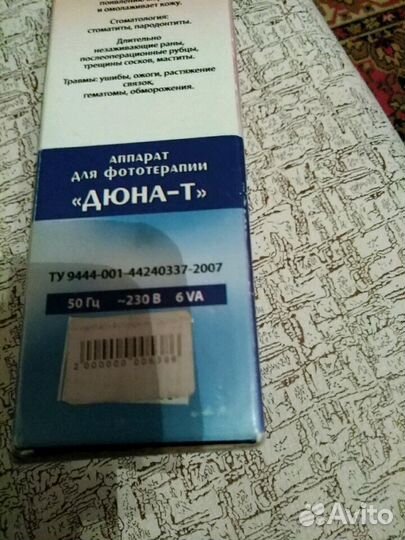 и омолаживает кожу.
Стоматология:
стоматиты, пародонтиты.
Длительно
незаживающие раны,
послеоперационные рубцы,
трещины сосков, маститы.
Травмы: ушибы, ожоги, растяжение
связок,
гематомы, обморожения.
АППАРАТ
ДЛЯ ФОТОТЕРАПИИ
«ДЮНА-Т»
ТУ 9444-001-44240337-2007
50 Гц ~230 В 6 VA
Avito